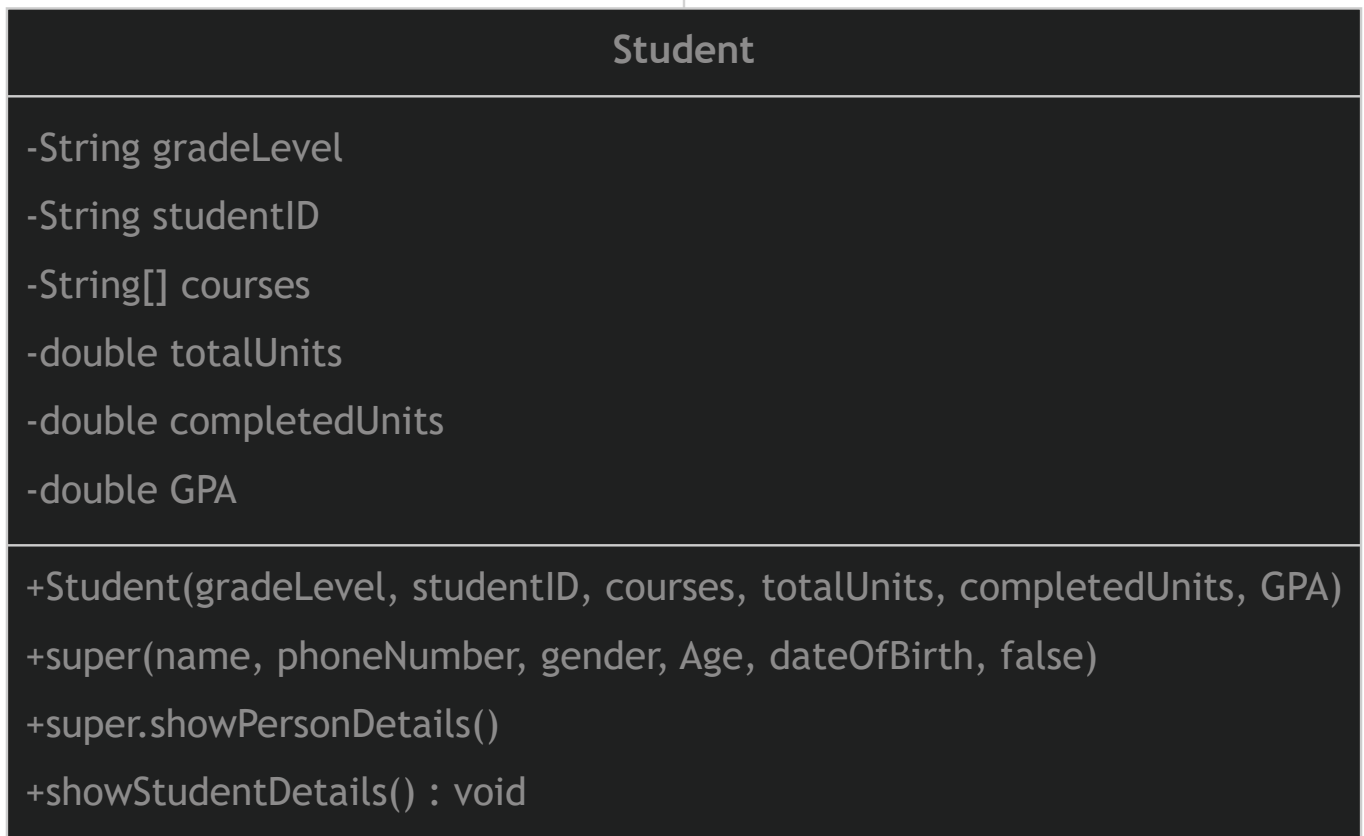 Student
-String gradeLevel
-String studentID
-String[] courses
-double totalUnits
-double completedUnits
-double GPA
+Student(gradeLevel, studentID, courses, totalUnits, completedUnits, GPA)
+super(name, phoneNumber, gender, Age, dateOfBirth, false)
+super.showPersonDetails()
+showStudentDetails() : void